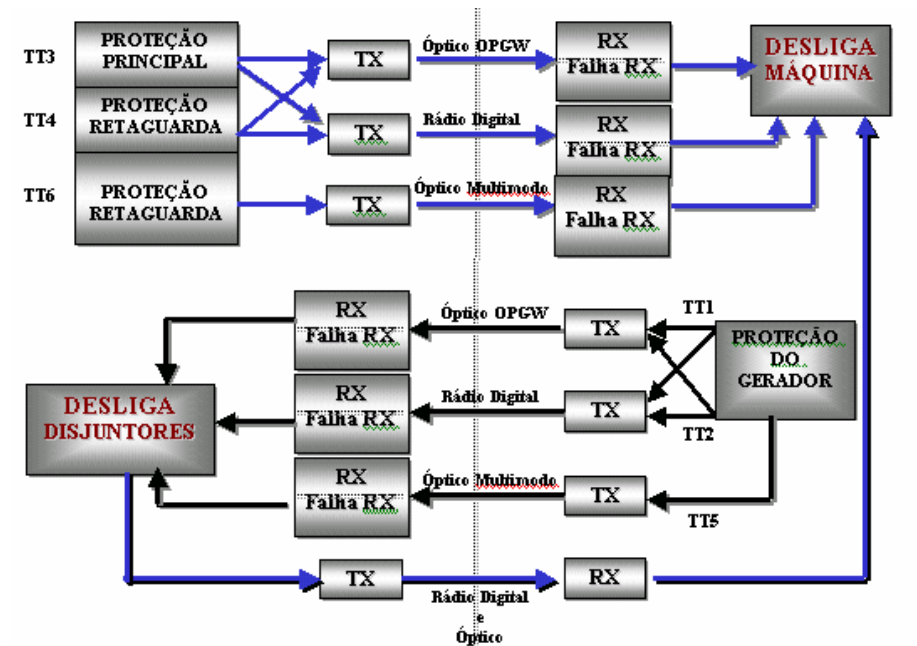 TT3
PROTEÇÃO
PRINCIPAL
TX
Óptico OPGW
RX
Falha RX
DESLIGA
MÁQUINA
TT4
PROTEÇÃO
RETAGUARDA
TX
Rádio Digital
RX
Falha RX
TT6
PROTEÇÃO
RETAGUARDA
TX
Óptico Multimodo
RX
Falha RX
RX
Falha RX
Óptico OPGW
TX
TT1
PROTEÇÃO
DO
GERADOR
DESLIGA
DISJUNTORES
RX
Falha RX
Rádio Digital
TX
TT2
RX
Falha RX
Óptico Multimodo
TX
TT5
TX
Rádio Digital
e
Óptico
RX